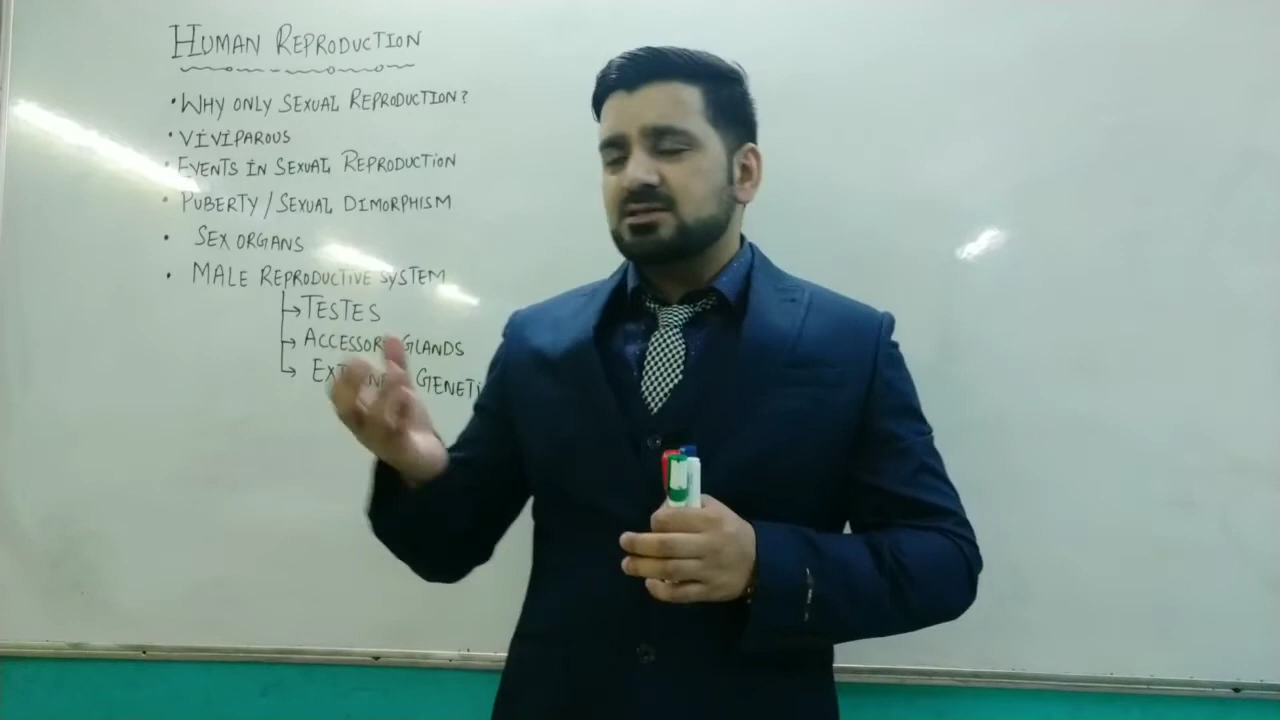 HUMAN REPRODUCTION
• WHY ONLY SEXUAL REPRODUCTION?
• VIVIPAROUS
• EVENTS IN SEXUAL REPRODUCTION
• PUBERTY / SEXUAL DIMORPHISM
• SEX ORGANS
• MALE REPRODUCTIVE SYSTEM
→ TESTES
→ ACCESSORY GLANDS
→